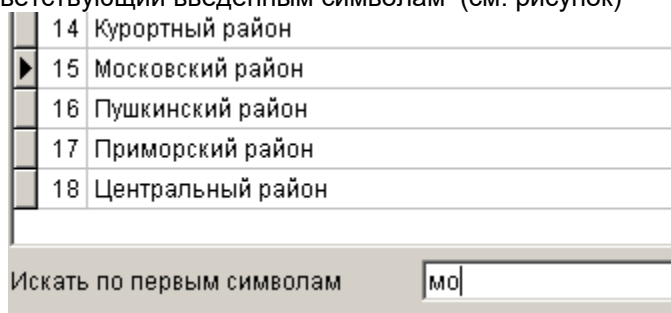 ветствующий введенным символам (см. рисунок)
14 Курортный район
15 Московский район
16 Пушкинский район
17 Приморский район
18 Центральный район
Искать по первым символам мо